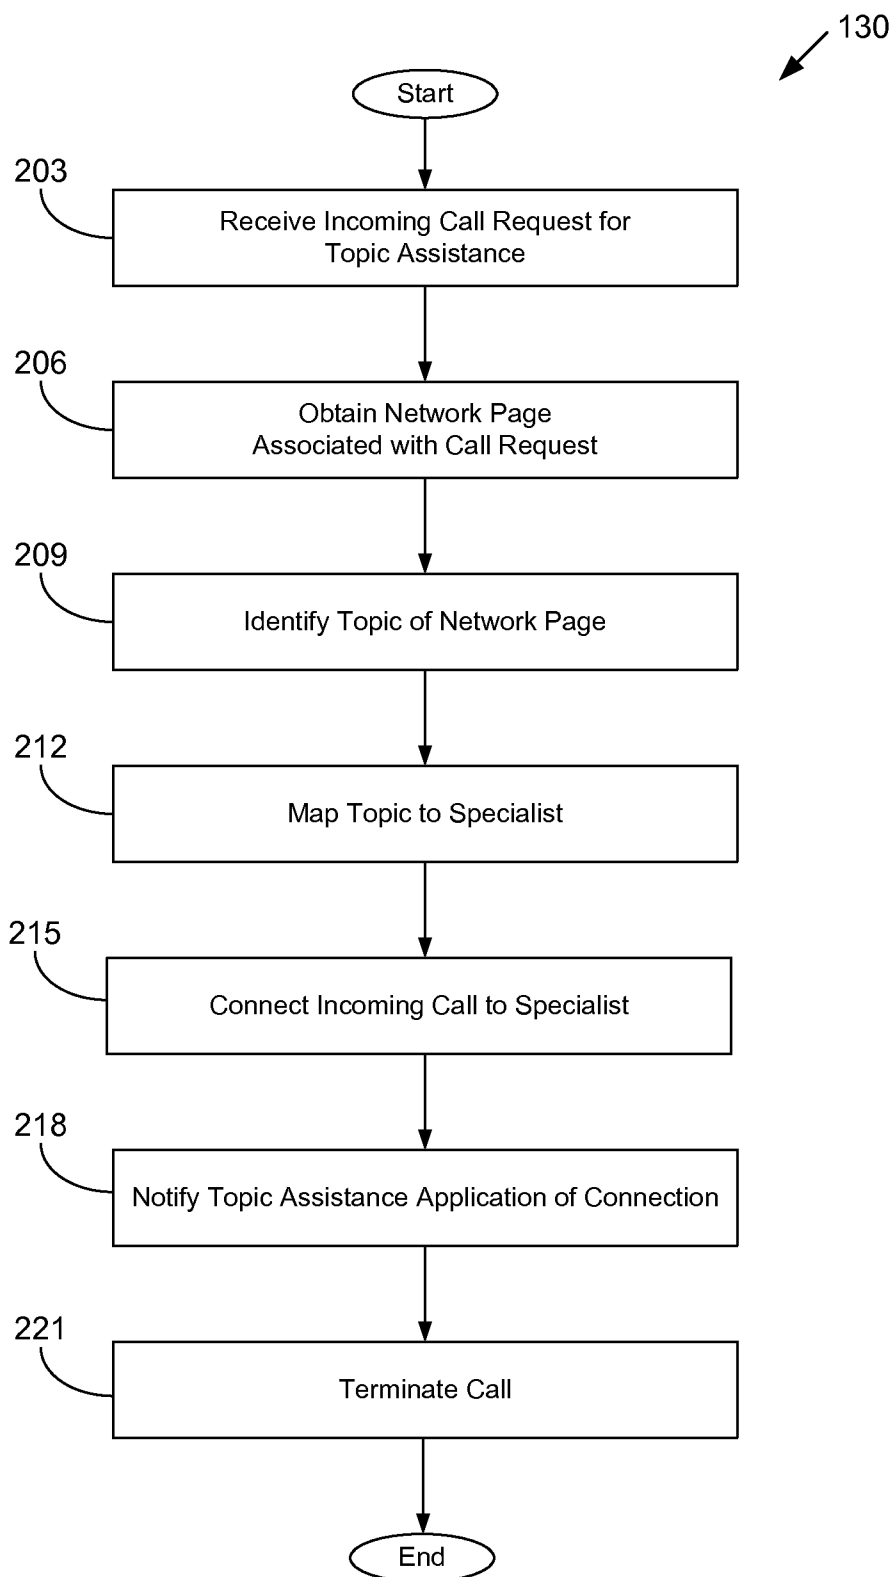 130
Start
203
Receive Incoming Call Request for
Topic Assistance
206
Obtain Network Page
Associated with Call Request
209
Identify Topic of Network Page
212
Map Topic to Specialist
215
Connect Incoming Call to Specialist
218
Notify Topic Assistance Application of Connection
221
Terminate Call
End